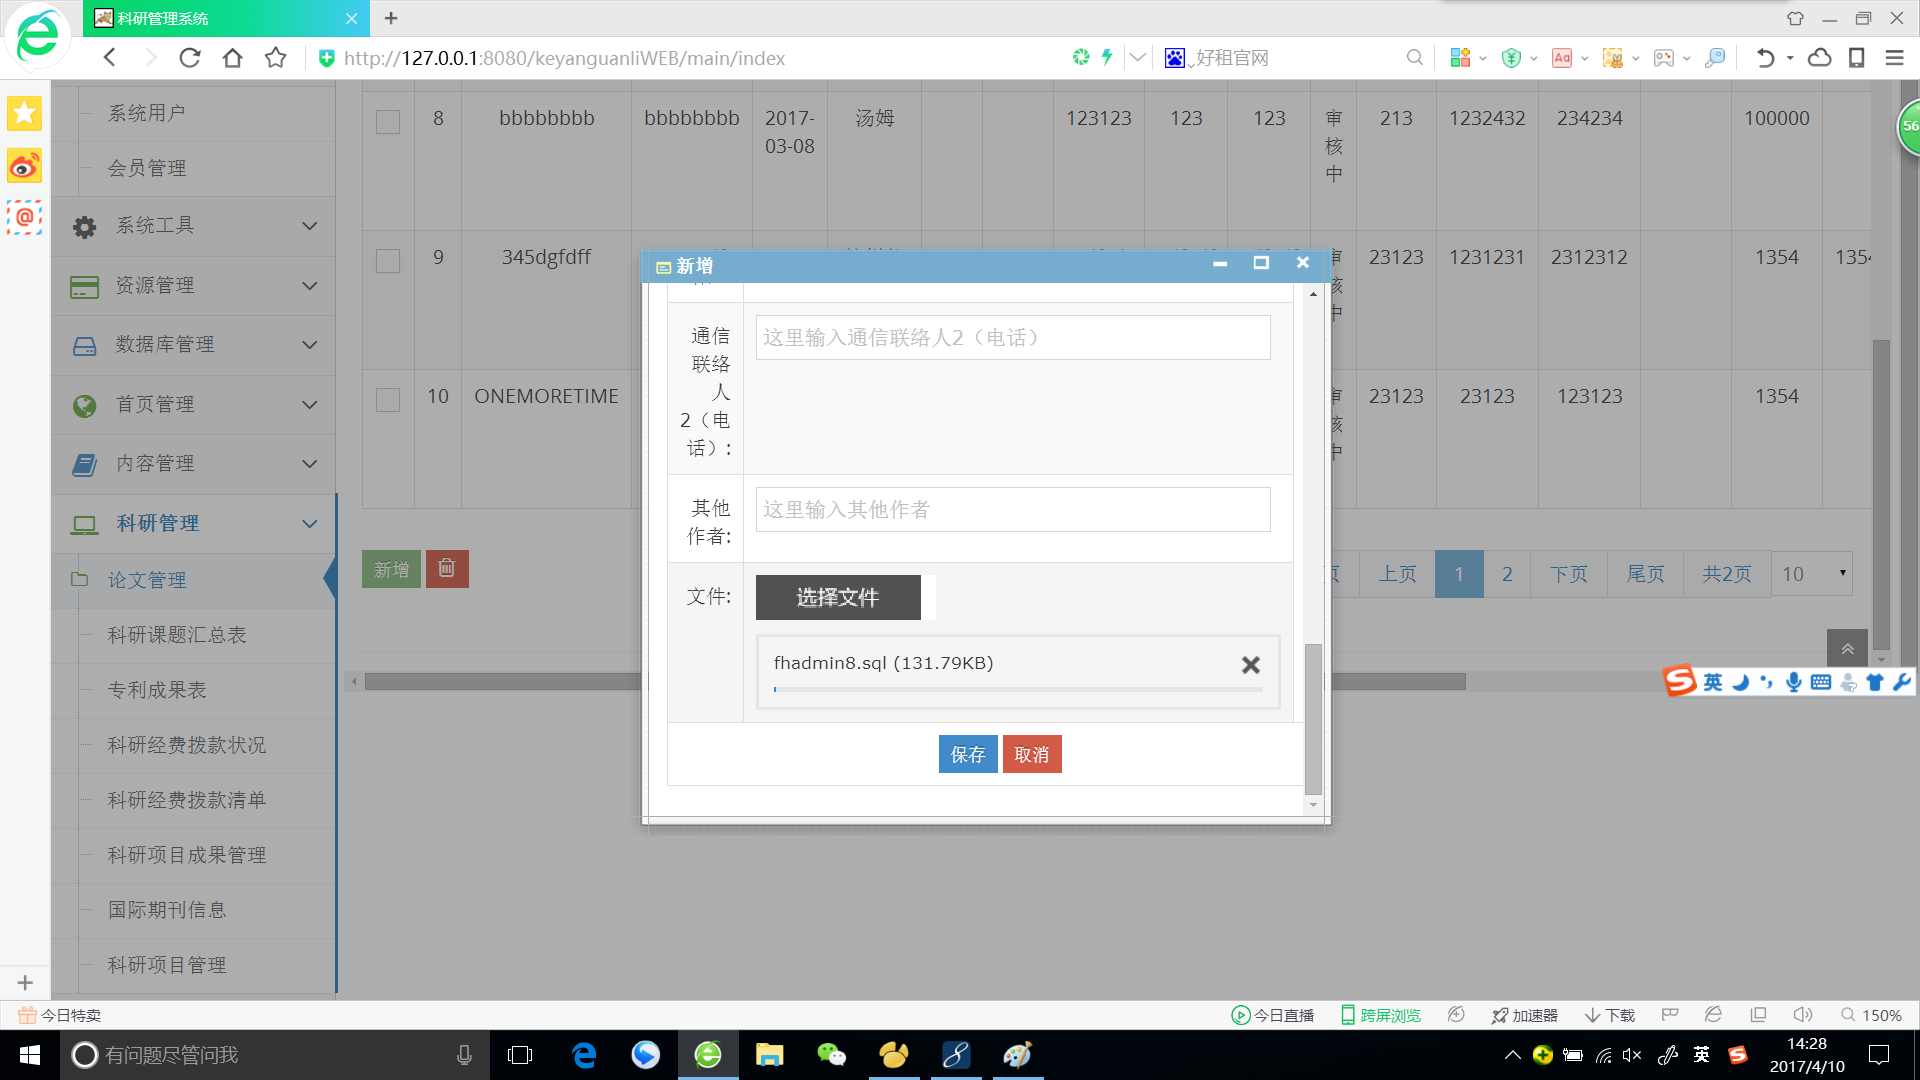 科研管理系统
http://127.0.0.1:8080/keyanguanliWEB/main/index
好租官网
56
系统用户
会员管理
系统工具
资源管理
数据库管理
首页管理
内容管理
科研管理
论文管理
科研课题汇总表
专利成果表
科研经费拨款状况
科研经费拨款清单
科研项目成果管理
国际期刊信息
科研项目管理
8 bbbbbbbb bbbbbbbb 2017-03-08 汤姆 123123 123 123 审核中 213 1232432 234234 100000
9 345dgfdff 23123 1231231 2312312 1354 1354
10 ONEMORETIME 23123 23123 123123 1354
新增
上页 1 2 下页 尾页 共2页 10
新增
通信联络人2（电话）:
这里输入通信联络人2（电话）
其他作者:
这里输入其他作者
文件:
选择文件
fhadmin8.sql (131.79KB)
保存 取消
英
今日特卖
今日直播 跨屏浏览 加速器 下载 150%
有问题尽管问我
英
14:28
2017/4/10